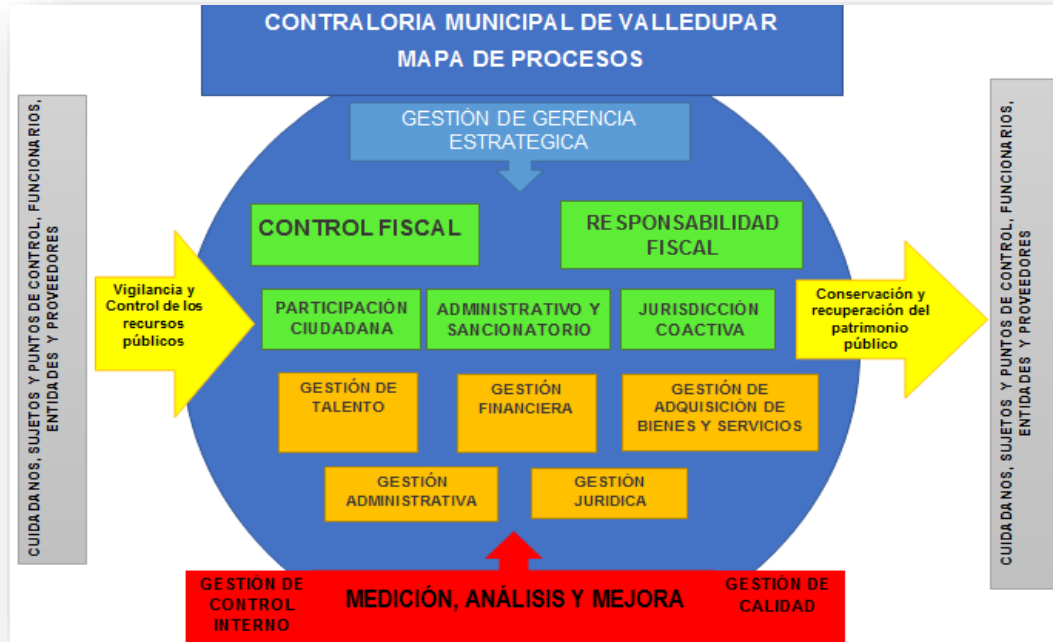 CONTRALORIA MUNICIPAL DE VALLEDUPAR
MAPA DE PROCESOS
GESTIÓN DE GERENCIA
ESTRATEGICA
CUIDADANOS, SUJETOS Y PUNTOS DE CONTROL, FUNCIONARIOS,
ENTIDADES Y PROVEEDORES
Vigilancia y
Control de los
recursos
públicos
CONTROL FISCAL
RESPONSABILIDAD
FISCAL
PARTICIPACIÓN
CIUDADANA
ADMINISTRATIVO Y
SANCIONATORIO
JURISDICCIÓN
COACTIVA
GESTIÓN DE
TALENTO
GESTIÓN
FINANCIERA
GESTIÓN DE
ADQUISICIÓN DE
BIENES Y SERVICIOS
GESTIÓN
ADMINISTRATIVA
GESTIÓN
JURIDICA
Conservación y
recuperación del
patrimonio
público
CUIDADANOS, SUJETOS Y PUNTOS DE CONTROL, FUNCIONARIOS,
ENTIDADES Y PROVEEDORES
GESTIÓN DE
CONTROL
INTERNO
MEDICIÓN, ANÁLISIS Y MEJORA
GESTIÓN DE
CALIDAD